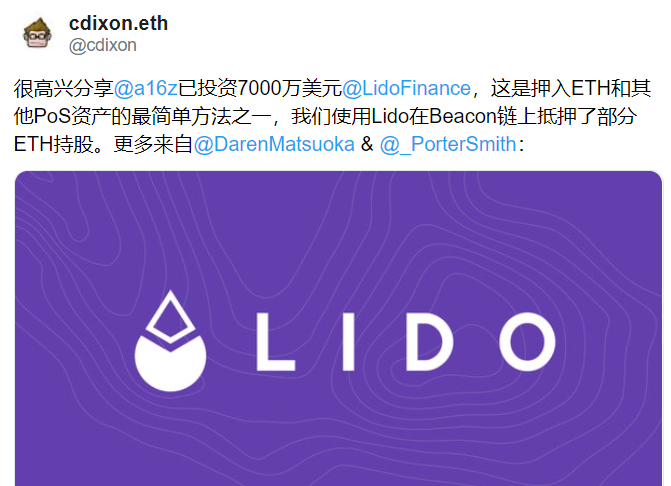 cdixon.eth
@cdixon
很高兴分享@a16z已投资7000万美元@LidoFinance，这是押入ETH和其
他PoS资产的最简单方法之一，我们使用Lido在Beacon链上抵押了部分
ETH持股。更多来自@DarenMatsuoka & @_PorterSmith：
LIDO